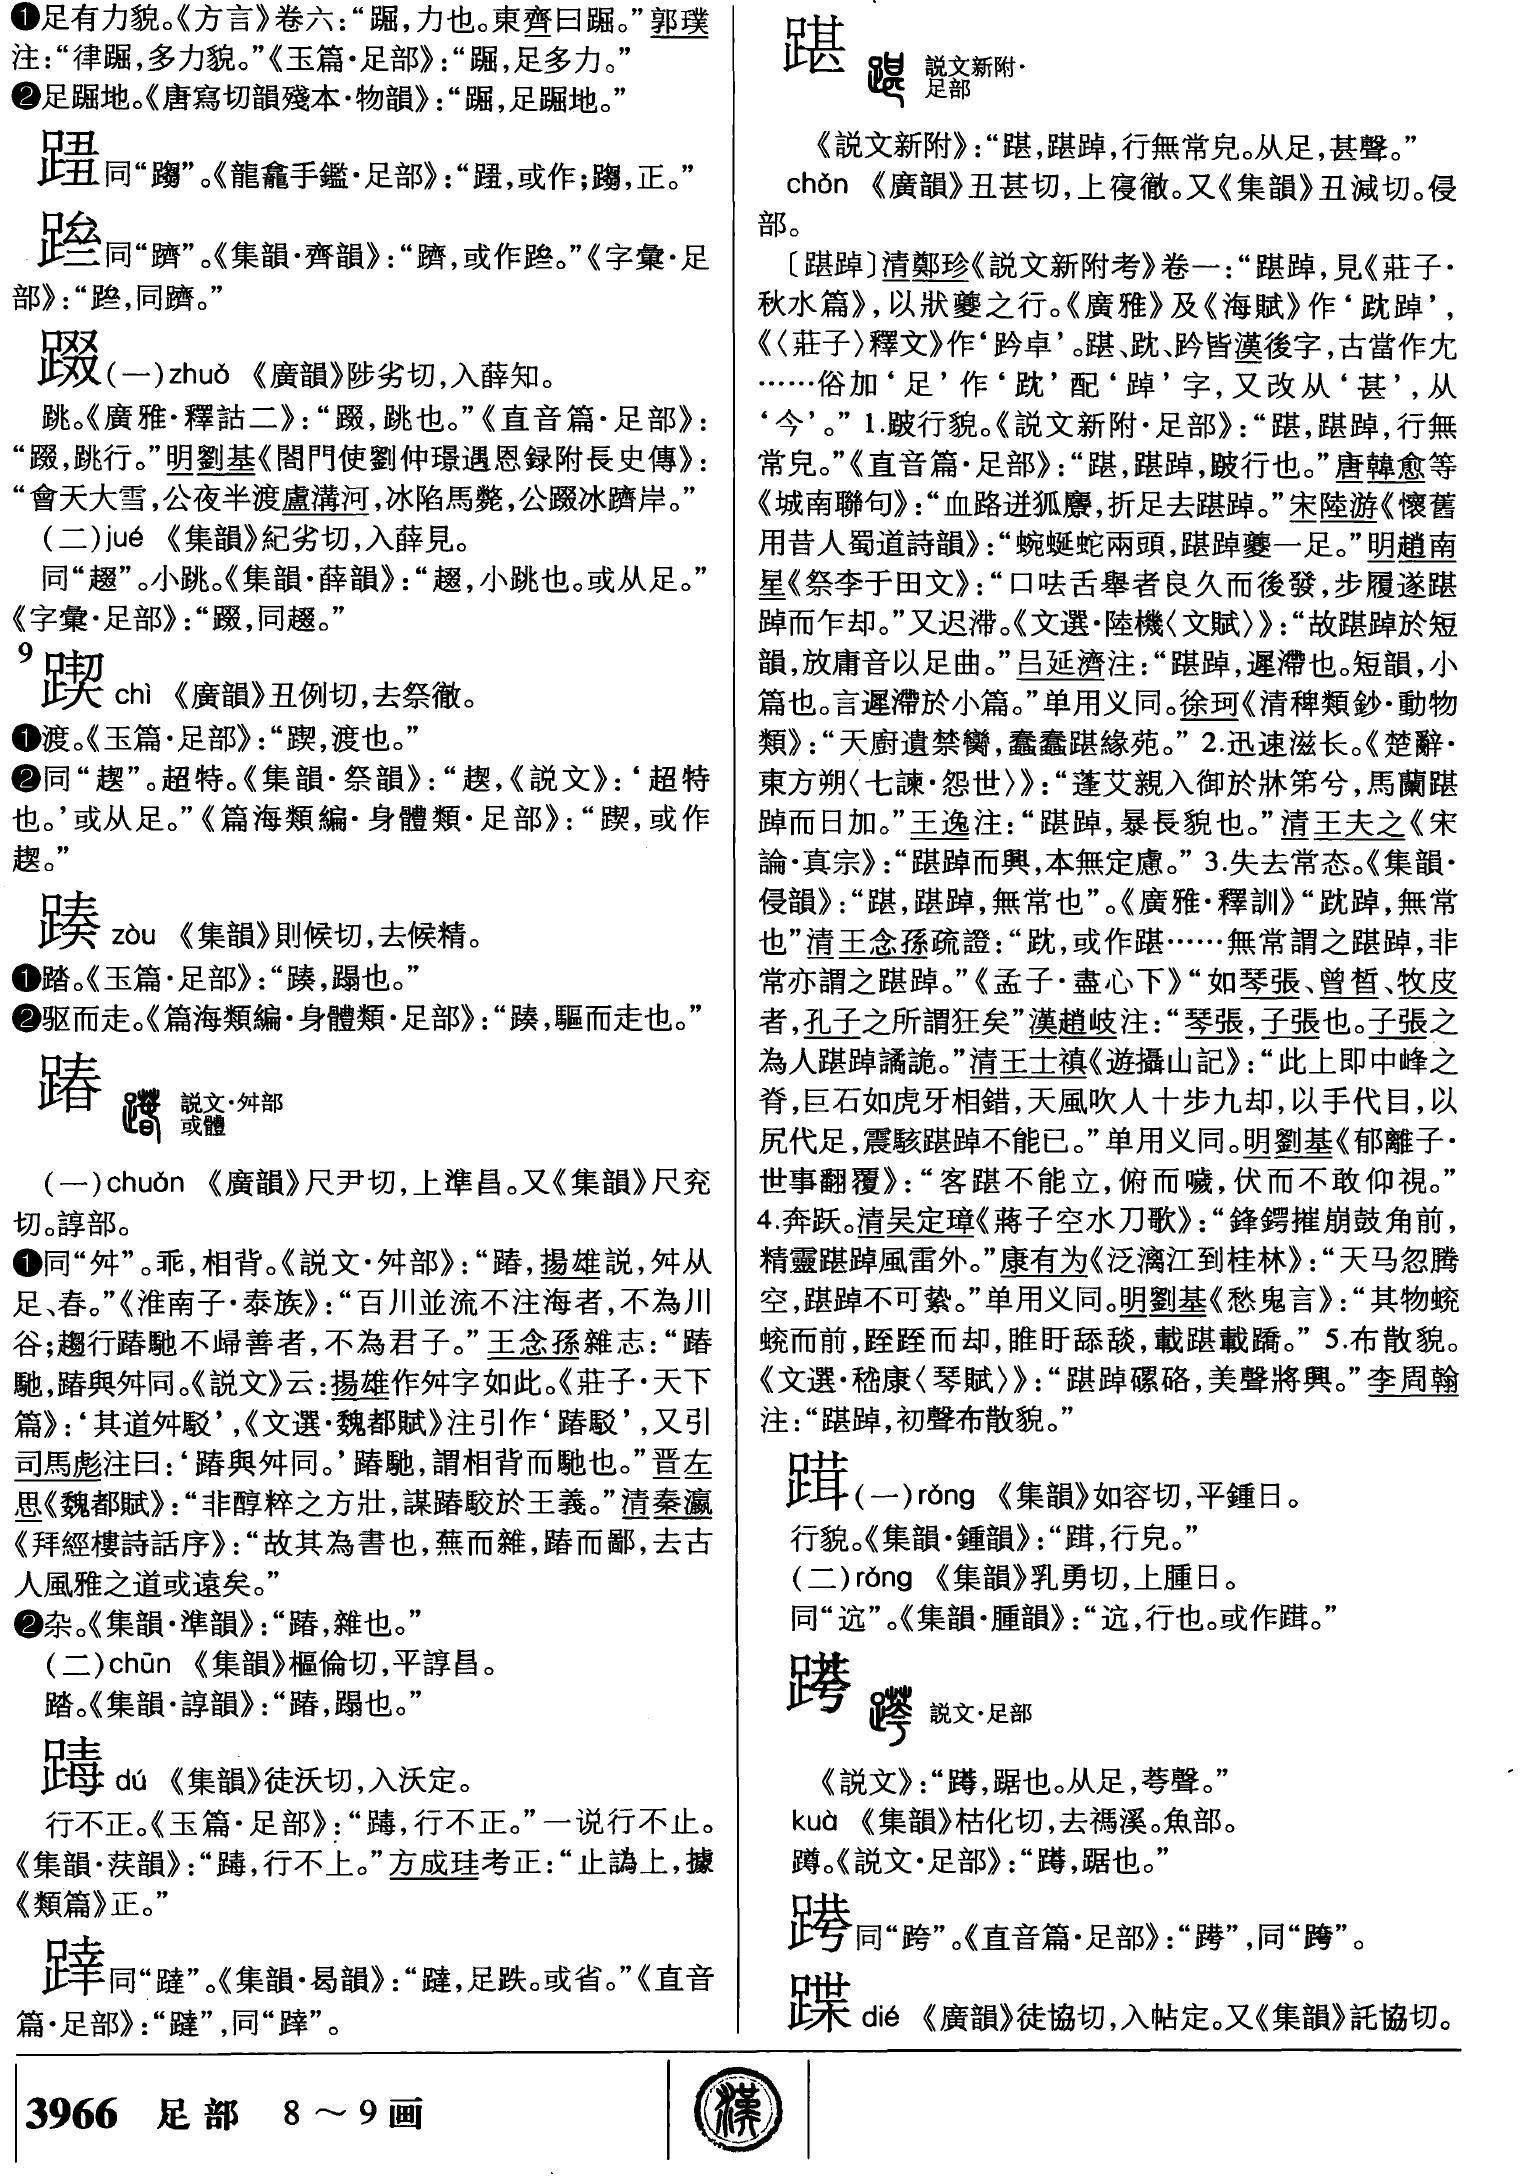 ❶足有力貌。《方言》卷六：“踞，力也。東齊曰踞。”郭璞
注：“律踞，多力貌。”《玉篇·足部》：“踞，足多力。”
❷足踞地。《唐寫切韻殘本·物韻》：“踞，足踞地。”
同“蹋”。《龍龕手鑑·足部》：“，或作；，正。”
同“躋”。《集韻·齊韻》：“躋，或作。”《字彙·足
部》：“，同躋。”
踙(一)zhuó 《廣韻》陟劣切，入薛知。
跳。《廣雅·釋詁二》：“踙，跳也。”《直音篇·足部》：
“踙，跳行。”明劉基《閤門使劉仲璟遇恩録附長史傳》：
“會天大雪，公夜半渡盧溝河，冰陷馬斃，公踙冰躋岸。”
(二)jué 《集韻》紀劣切，入薛見。
同“趨”。小跳。《集韻·薛韻》：“趨，小跳也。或从足。”
《字彙·足部》：“踙，同趨。”
9
踅 chì 《廣韻》丑例切，去祭徹。
❶渡。《玉篇·足部》：“踅，渡也。”
❷同“趩”。超特。《集韻·祭韻》：“趩，《説文》：‘超特
也。’或从足。”《篇海類編·身體類·足部》：“踅，或作
趩。”
踤 zòu 《集韻》則候切，去候精。
❶踏。《玉篇·足部》：“踤，蹋也。”
❷驱而走。《篇海類編·身體類·足部》：“踤，驅而走也。”
踳 説文·舛部
或體
(一)chuǎn 《廣韻》尺尹切，上準昌。又《集韻》尺兖
切。諄部。
❶同“舛”。乖，相背。《説文·舛部》：“踳，揚雄説，舛从
足、春。”《淮南子·泰族》：“百川並流不注海者，不為川
谷；趨行踳馳不歸善者，不為君子。”王念孫雜志：“踳
馳，踳與舛同。《説文》云：揚雄作舛字如此。《莊子·天下
篇》：‘其道舛駁’，《文選·魏都賦》注引作‘踳駁’，又引
司馬彪注曰：‘踳與舛同。’踳馳，謂相背而馳也。”晋左
思《魏都賦》：“非醇粹之方壯，謀踳駮於王義。”清秦瀛
《拜經樓詩話序》：“故其為書也，蕪而雜，踳而鄙，去古
人風雅之道或遠矣。”
❷杂。《集韻·準韻》：“踳，雜也。”
(二)chūn 《集韻》樞倫切，平諄昌。
踏。《集韻·諄韻》：“踳，蹋也。”
dú 《集韻》徒沃切，入沃定。
行不正。《玉篇·足部》：“，行不正。”一说行不止。
《集韻·茨韻》：“，行不上。”方成珪考正：“止譌上，據
《類篇》正。”
同“躂”。《集韻·曷韻》：“躂，足跌。或省。”《直音
篇·足部》：“躂”，同“”。
踸 説文新附·
足部
《説文新附》：“踸，踸踔，行無常皃。从足，甚聲。”
chěn 《廣韻》丑甚切，上寑徹。又《集韻》丑減切。侵
部。
〔踸踔〕清鄭珍《説文新附考》卷一：“踸踔，見《莊子·
秋水篇》，以狀夔之行。《廣雅》及《海賦》作‘踸踔’，
《〈莊子〉釋文》作‘趻卓’。踸、、趻皆漢後字，古當作冘
……俗加‘足’作‘’配‘踔’字，又改从‘甚’，从
‘今’。” 1.跛行貌。《説文新附·足部》：“踸，踸踔，行無
常皃。”《直音篇·足部》：“踸，踸踔，跛行也。”唐韓愈等
《城南聯句》：“血路迸狐麖，折足去踸踔。”宋陸游《懷舊
用昔人蜀道詩韻》：“蜿蜒蛇兩頭，踸踔夔一足。”明趙南
星《祭李于田文》：“口呿舌舉者良久而後發，步履遂踸
踔而乍却。”又迟滞。《文選·陸機〈文賦〉》：“故踸踔於短
韻，放庸音以足曲。”吕延濟注：“踸踔，遲滯也。短韻，小
篇也。言遲滯於小篇。”单用义同。徐珂《清稗類鈔·動物
類》：“天廚遺禁臠，蠢蠢踸緣苑。” 2.迅速滋长。《楚辭·
東方朔〈七諫·怨世〉》：“蓬艾親入御於牀笫兮，馬蘭踸
踔而日加。”王逸注：“踸踔，暴長貌也。”清王夫之《宋
論·真宗》：“踸踔而興，本無定慮。” 3.失去常态。《集韻·
侵韻》：“踸，踸踔，無常也”。《廣雅·釋訓》“踔，無常
也”清王念孫疏證：“，或作踸……無常謂之踸踔，非
常亦謂之踸踔。”《孟子·盡心下》“如琴張、曾皙、牧皮
者，孔子之所謂狂矣”漢趙岐注：“琴張，子張也。子張之
為人踸踔譎詭。”清王士禛《遊攝山記》：“此上即中峰之
脊，巨石如虎牙相錯，天風吹人十步九却，以手代目，以
尻代足，震駭踸踔不能已。”单用义同。明劉基《郁離子·
世事翻覆》：“客踸不能立，俯而噦，伏而不敢仰視。”
4.奔跃。清吴定璋《蔣子空水刀歌》：“鋒鍔摧崩鼓角前，
精靈踸踔風雷外。”康有为《泛漓江到桂林》：“天马忽腾
空，踸踔不可縶。”单用义同。明劉基《愁鬼言》：“其物蜿
蜿而前，踁踁而却，睢盱舔舕，載踸載蹻。” 5.布散貌。
《文選·嵇康〈琴賦〉》：“踸踔磥硌，美聲將興。”李周翰
注：“踸踔，初聲布散貌。”
(一)rǒng 《集韻》如容切，平鍾日。
行貌。《集韻·鍾韻》：“，行皃。”
(二)rǒng 《集韻》乳勇切，上腫日。
同“”。《集韻·腫韻》：“，行也。或作。”
説文·足部
《説文》：“，踞也。从足，荂聲。”
kuà 《集韻》枯化切，去禡溪。魚部。
蹲。《説文·足部》：“，踞也。”
同“跨”。《直音篇·足部》：“”，同“跨”。
蹀 dié 《廣韻》徒協切，入帖定。又《集韻》託協切。
3966 足部 8～9画
漢